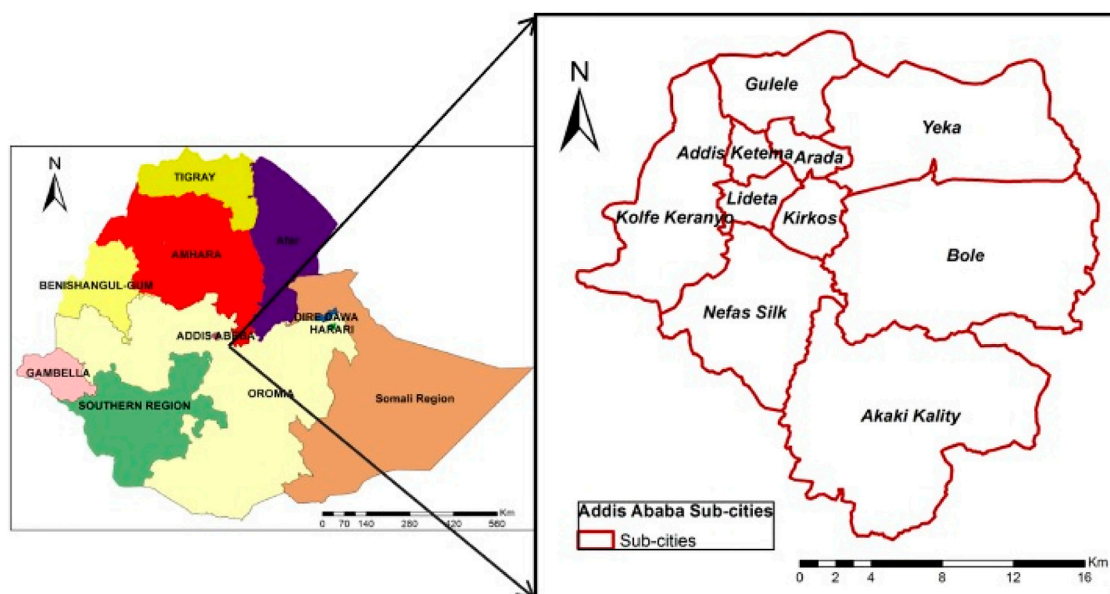 N
TIGRAY
Afar
AMHARA
BENISHANGUL-GUM
DIRE DAWA
HARARI
ADDIS ABEBA
GAMBELLA
OROMIA
SOUTHERN REGION
Somali Region
Km
0 70 140 280 420 560
N
Gulele
Yeka
Addis Ketema
Arada
Lideta
Kolfe Keranyo
Kirkos
Bole
Nefas Silk
Akaki Kality
Addis Ababa Sub-cities
Sub-cities
Km
0 2 4 8 12 16